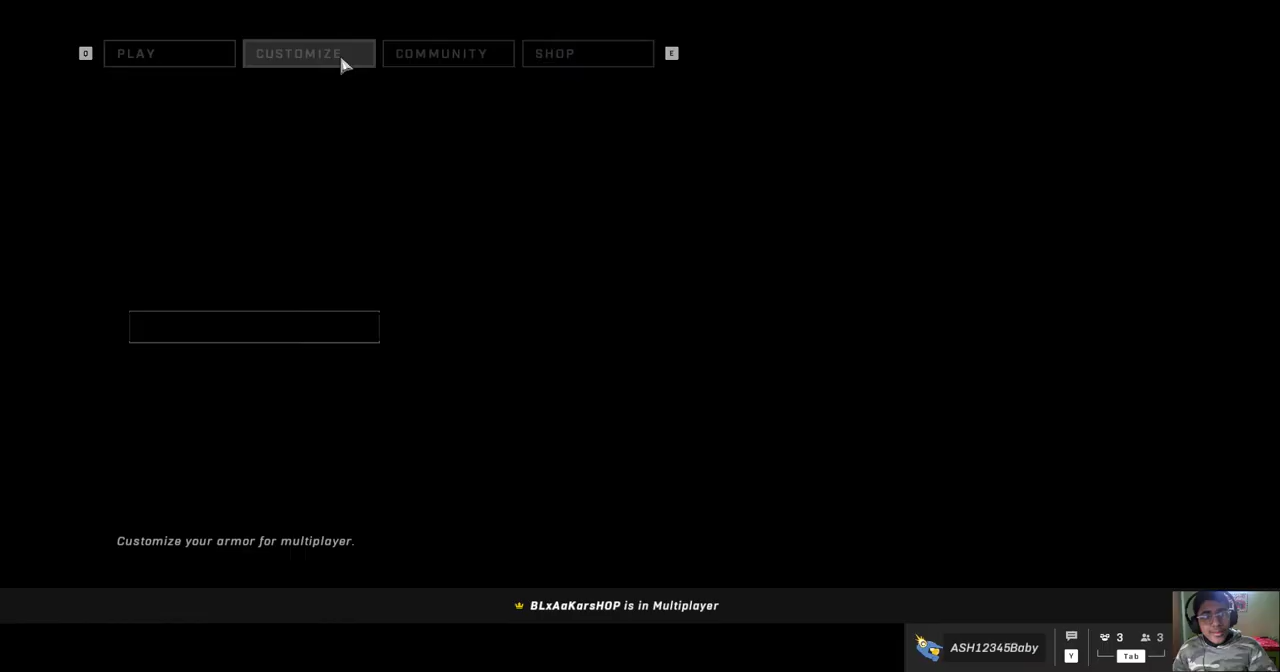 Q PLAY CUSTOMIZE COMMUNITY SHOP E
Customize your armor for multiplayer.
BLxAaKarsHOP is in Multiplayer
ASH12345Baby
Y
3 3
Tab